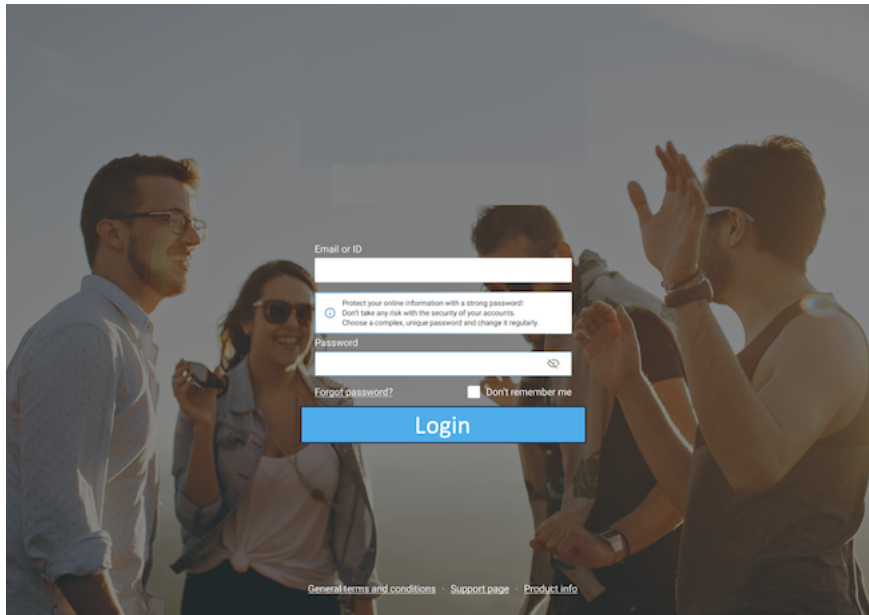 Email or ID
Protect your online information with a strong password!
Don't take any risk with the security of your accounts.
Choose a complex, unique password and change it regularly.
Password
Forgot password? Don't remember me
Login
General terms and conditions · Support page · Product info